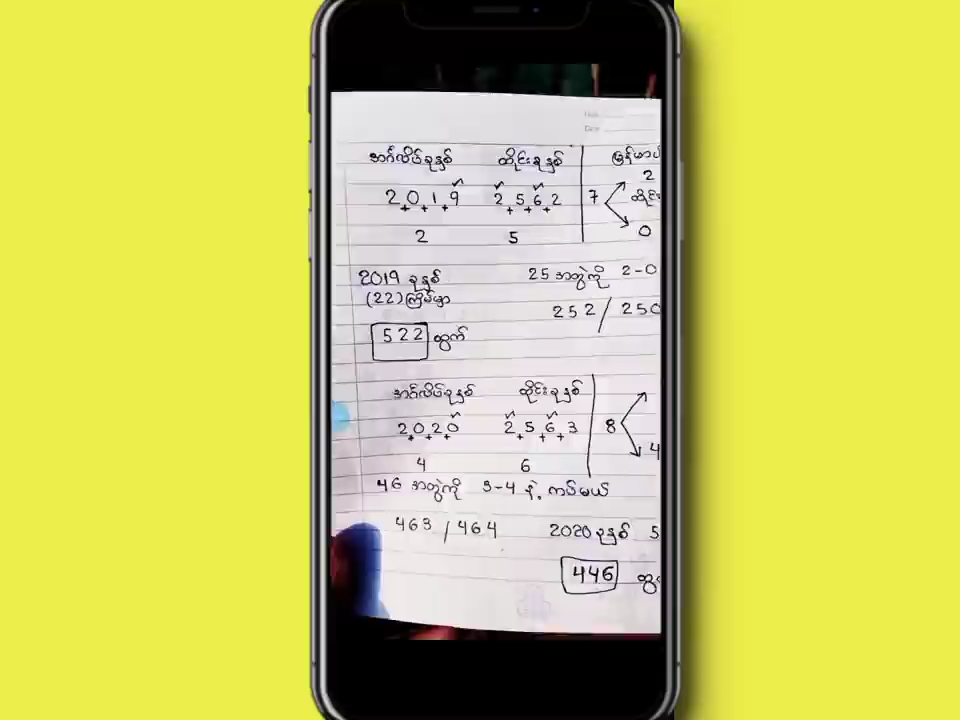 အင်္ဂလိပ်ခုနှစ် ထိုင်းခုနှစ်
2+0+1+9 2+5+6+2 7
2
0
2 5
2019 ခုနှစ် 25 အတွဲကို 2-0
(22)ကြိမ်မှာ 252 / 250
522 ထွက်
အင်္ဂလိပ်ခုနှစ် ထိုင်းခုနှစ်
2+0+2+0 2+5+6+3 8
4
4 6
46 အတွဲကို 3-4 နဲ့ ကပ်မယ်
463 / 464 2020 ခုနှစ် 5
446